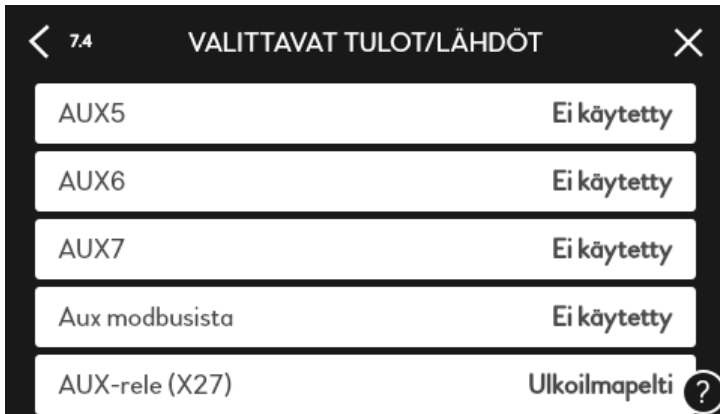 7.4 VALITTAVAT TULOT/LÄHDÖT
AUX5 Ei käytetty
AUX6 Ei käytetty
AUX7 Ei käytetty
Aux modbusista Ei käytetty
AUX-rele (X27) Ulkoilmapelti ?